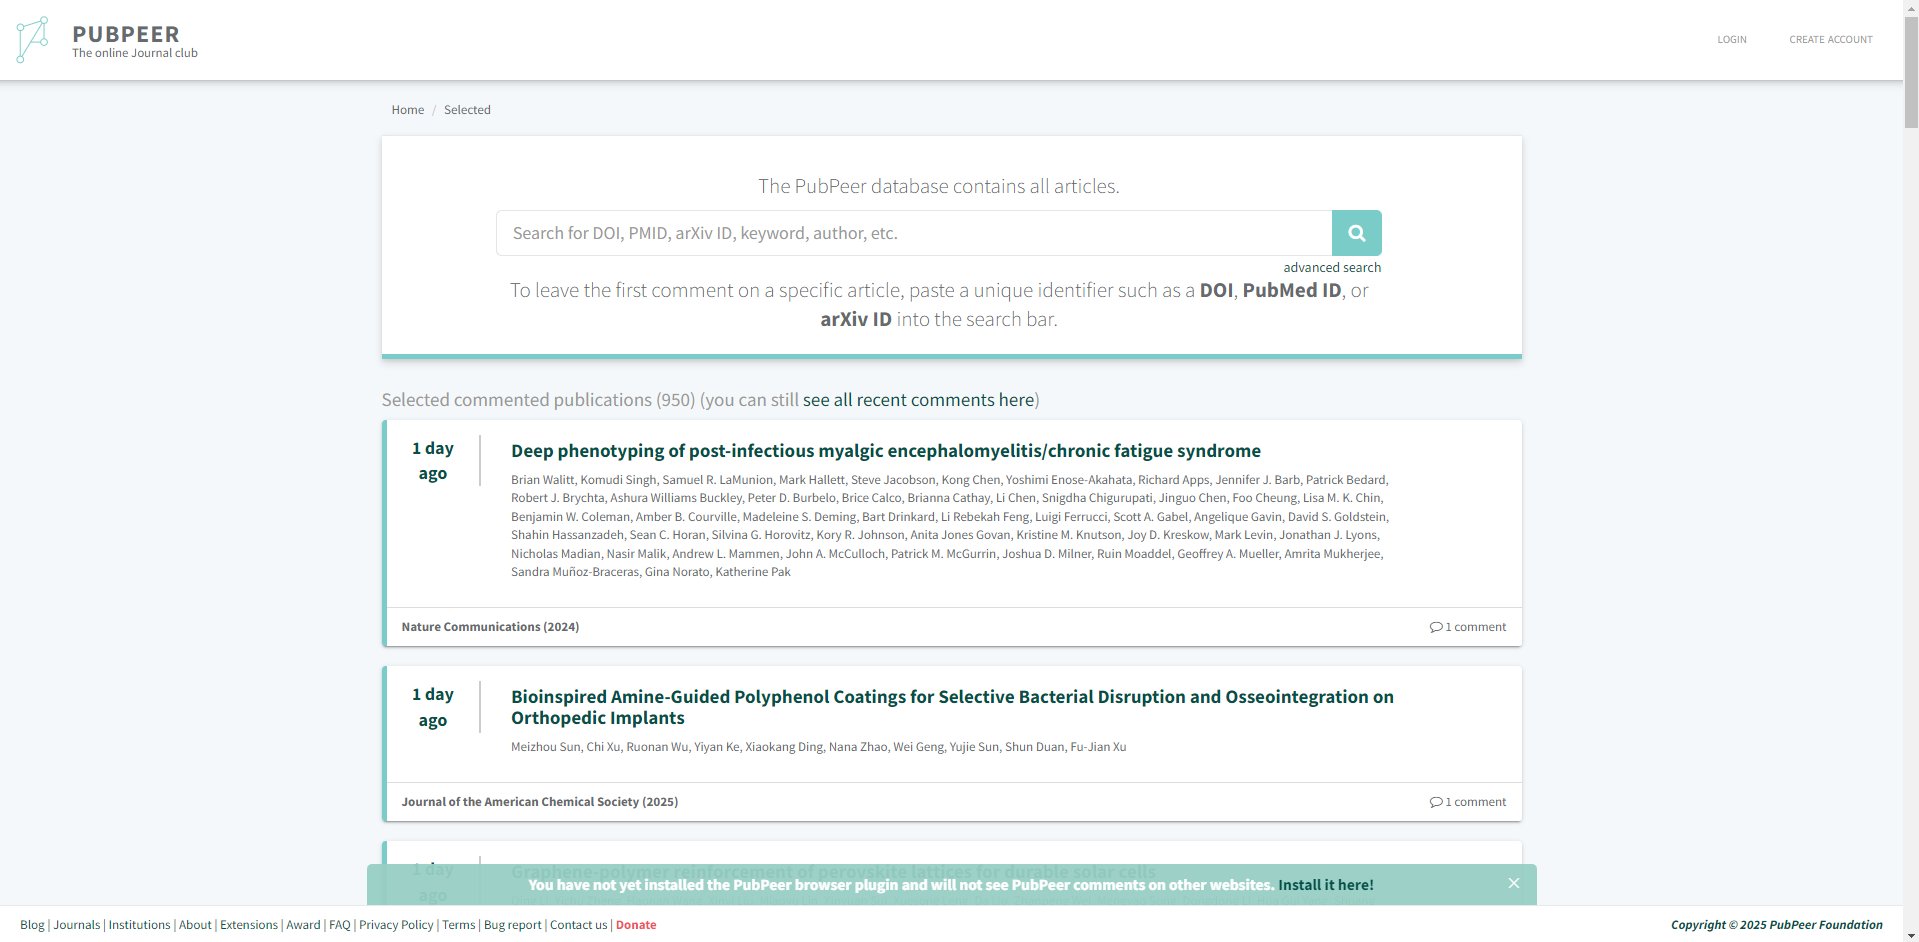 PUBPEER
The online Journal club
LOGIN
CREATE ACCOUNT
Home / Selected
The PubPeer database contains all articles.
Search for DOI, PMID, arXiv ID, keyword, author, etc.
advanced search
To leave the first comment on a specific article, paste a unique identifier such as a DOI, PubMed ID, or
arXiv ID into the search bar.
Selected commented publications (950) (you can still see all recent comments here)
1 day
ago
Deep phenotyping of post-infectious myalgic encephalomyelitis/chronic fatigue syndrome
Brian Walitt, Komudi Singh, Samuel R. LaMunion, Mark Hallett, Steve Jacobson, Kong Chen, Yoshimi Enose-Akahata, Richard Apps, Jennifer J. Barb, Patrick Bedard,
Robert J. Brychta, Ashura Williams Buckley, Peter D. Burbelo, Brice Calco, Brianna Cathay, Li Chen, Snigdha Chigurupati, Jinguo Chen, Foo Cheung, Lisa M. K. Chin,
Benjamin W. Coleman, Amber B. Courville, Madeleine S. Deming, Bart Drinkard, Li Rebekah Feng, Luigi Ferrucci, Scott A. Gabel, Angelique Gavin, David S. Goldstein,
Shahin Hassanzadeh, Sean C. Horan, Silvina G. Horovitz, Kory R. Johnson, Anita Jones Govan, Kristine M. Knutson, Joy D. Kreskow, Mark Levin, Jonathan J. Lyons,
Nicholas Madian, Nasir Malik, Andrew L. Mammen, John A. McCulloch, Patrick M. McGurrin, Joshua D. Milner, Ruin Moaddel, Geoffrey A. Mueller, Amrita Mukherjee,
Sandra Muñoz-Braceras, Gina Norato, Katherine Pak
Nature Communications (2024)
1 comment
1 day
ago
Bioinspired Amine-Guided Polyphenol Coatings for Selective Bacterial Disruption and Osseointegration on
Orthopedic Implants
Meizhou Sun, Chi Xu, Ruonan Wu, Yiyan Ke, Xiaokang Ding, Nana Zhao, Wei Geng, Yujie Sun, Shun Duan, Fu-Jian Xu
Journal of the American Chemical Society (2025)
1 comment
1 day
ago
Graphene-polymer reinforcement of perovskite lattices for durable solar cells
You have not yet installed the PubPeer browser plugin and will not see PubPeer comments on other websites. Install it here!
Blog | Journals | Institutions | About | Extensions | Award | FAQ | Privacy Policy | Terms | Bug report | Contact us | Donate
Copyright © 2025 PubPeer Foundation